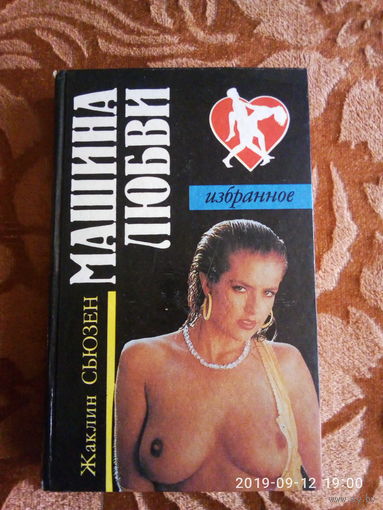 МАШИНА
ЛЮБВИ
избранное
Жаклин СЬЮЗЕН
2019-09-12 19:00